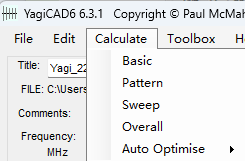 YagiCAD6 6.3.1 Copyright © Paul McMa
File Edit Calculate Toolbox H
Title: Yagi_22
Basic
FILE: C:\Users
Pattern
Comments:
Sweep
Overall
Frequency:
MHz
Auto Optimise